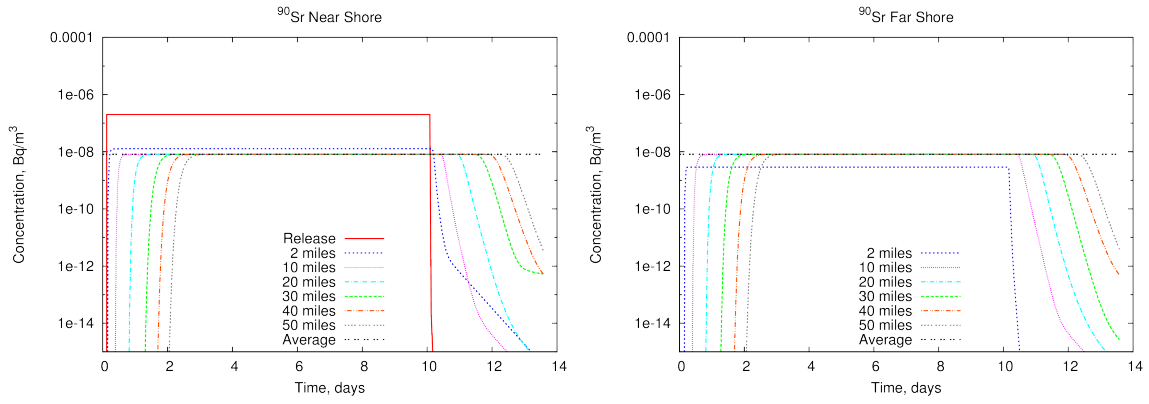 ⁹⁰Sr Near Shore
0.0001
1e-06
1e-08
1e-10
1e-12
1e-14
Concentration, Bq/m³
Release
2 miles
10 miles
20 miles
30 miles
40 miles
50 miles
Average
0 2 4 6 8 10 12 14
Time, days
⁹⁰Sr Far Shore
0.0001
1e-06
1e-08
1e-10
1e-12
1e-14
Concentration, Bq/m³
2 miles
10 miles
20 miles
30 miles
40 miles
50 miles
Average
0 2 4 6 8 10 12 14
Time, days